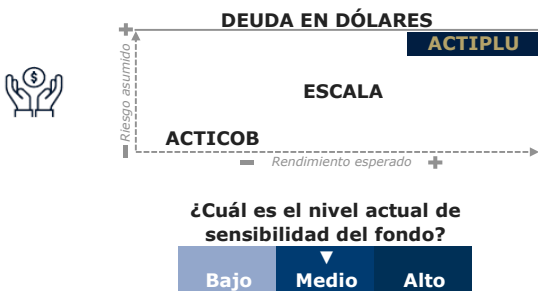 DEUDA EN DÓLARES
ACTIPLU
Riesgo asumido
$
ESCALA
ACTICOB
Rendimiento esperado
¿Cuál es el nivel actual de
sensibilidad del fondo?
Bajo Medio Alto